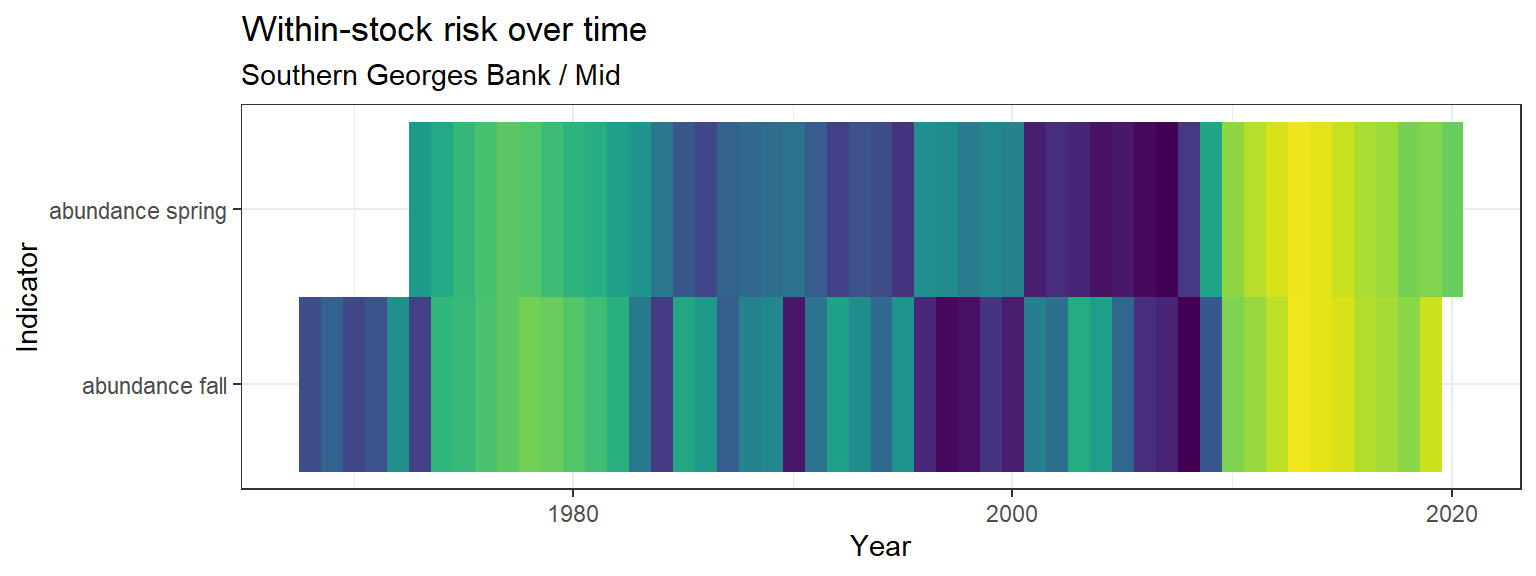 Within-stock risk over time
Southern Georges Bank / Mid
Indicator
abundance spring
abundance fall
1980
2000
2020
Year